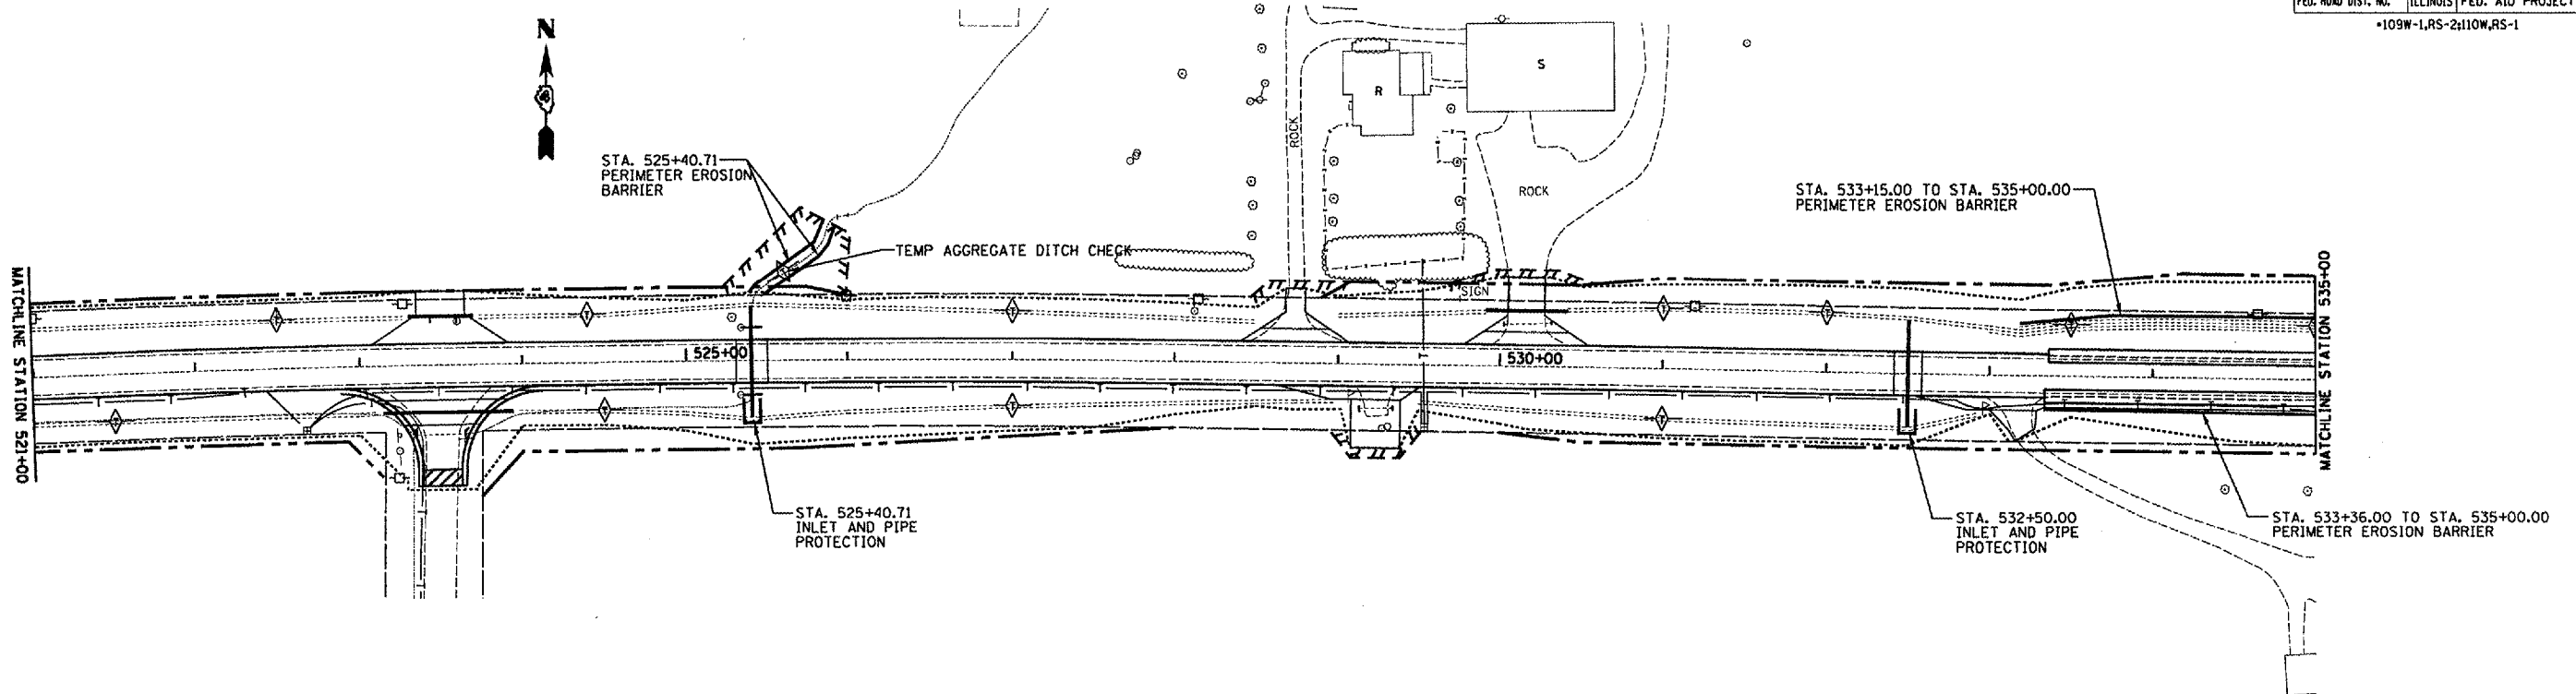 FED. ROAD DIST. NO. ILLINOIS FED. AID PROJECT
*109W-1,RS-2;110W,RS-1
N
S
R
ROCK
STA. 525+40.71
PERIMETER EROSION
BARRIER
ROCK
STA. 533+15.00 TO STA. 535+00.00
PERIMETER EROSION BARRIER
TEMP AGGREGATE DITCH CHECK
SIGN
MATCHLINE STATION 521+00
525+00
530+00
MATCHLINE STATION 535+00
T
T
T
T
T
T
T
T
T
T
STA. 525+40.71
INLET AND PIPE
PROTECTION
STA. 532+50.00
INLET AND PIPE
PROTECTION
STA. 533+36.00 TO STA. 535+00.00
PERIMETER EROSION BARRIER